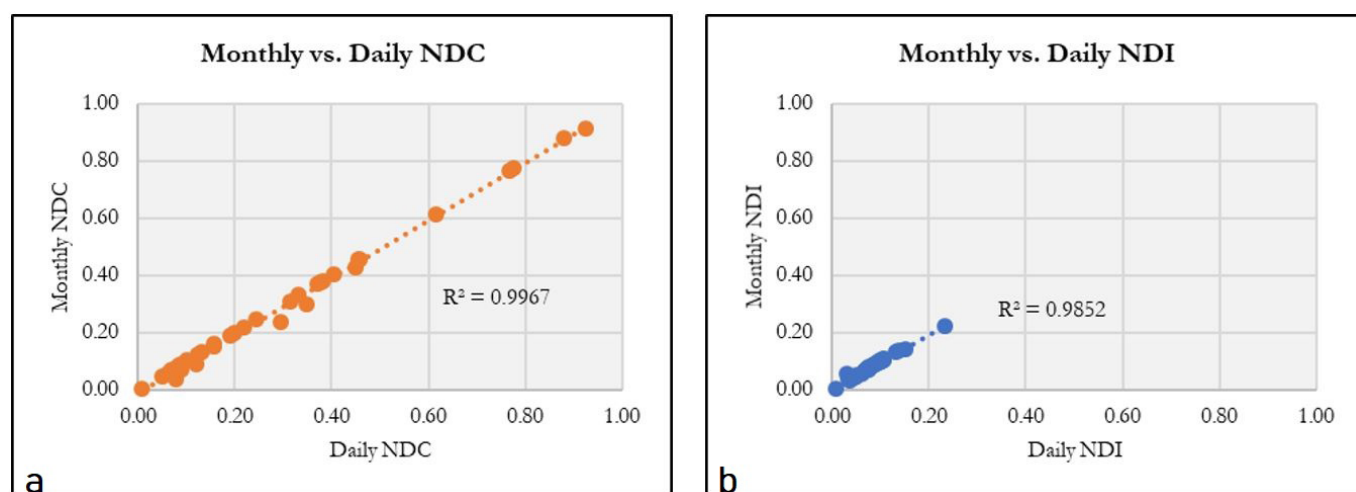 Monthly vs. Daily NDC
1.00
0.80
0.60
0.40
0.20
0.00
Monthly NDC
R² = 0.9967
0.00 0.20 0.40 0.60 0.80 1.00
Daily NDC
a
Monthly vs. Daily NDI
1.00
0.80
0.60
0.40
0.20
0.00
Monthly NDI
R² = 0.9852
0.00 0.20 0.40 0.60 0.80 1.00
Daily NDI
b